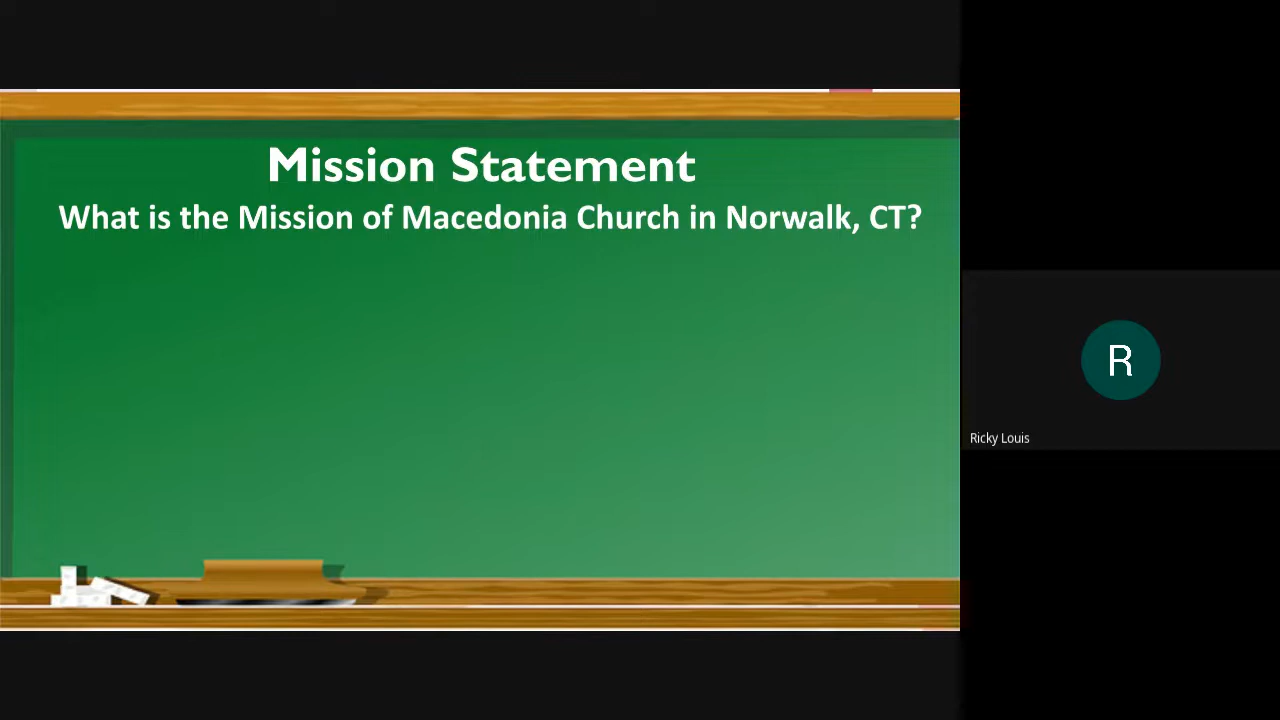 Mission Statement
What is the Mission of Macedonia Church in Norwalk, CT?
R
Ricky Louis